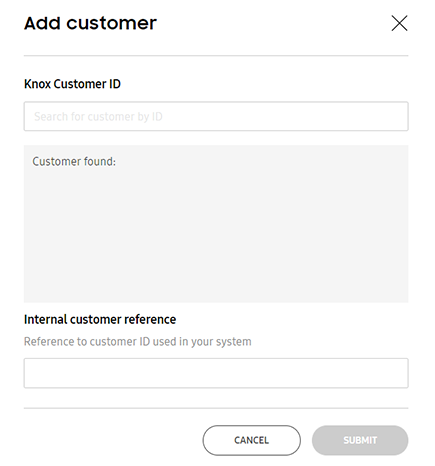 Add customer
Knox Customer ID
Search for customer by ID
Customer found:
Internal customer reference
Reference to customer ID used in your system
CANCEL
SUBMIT